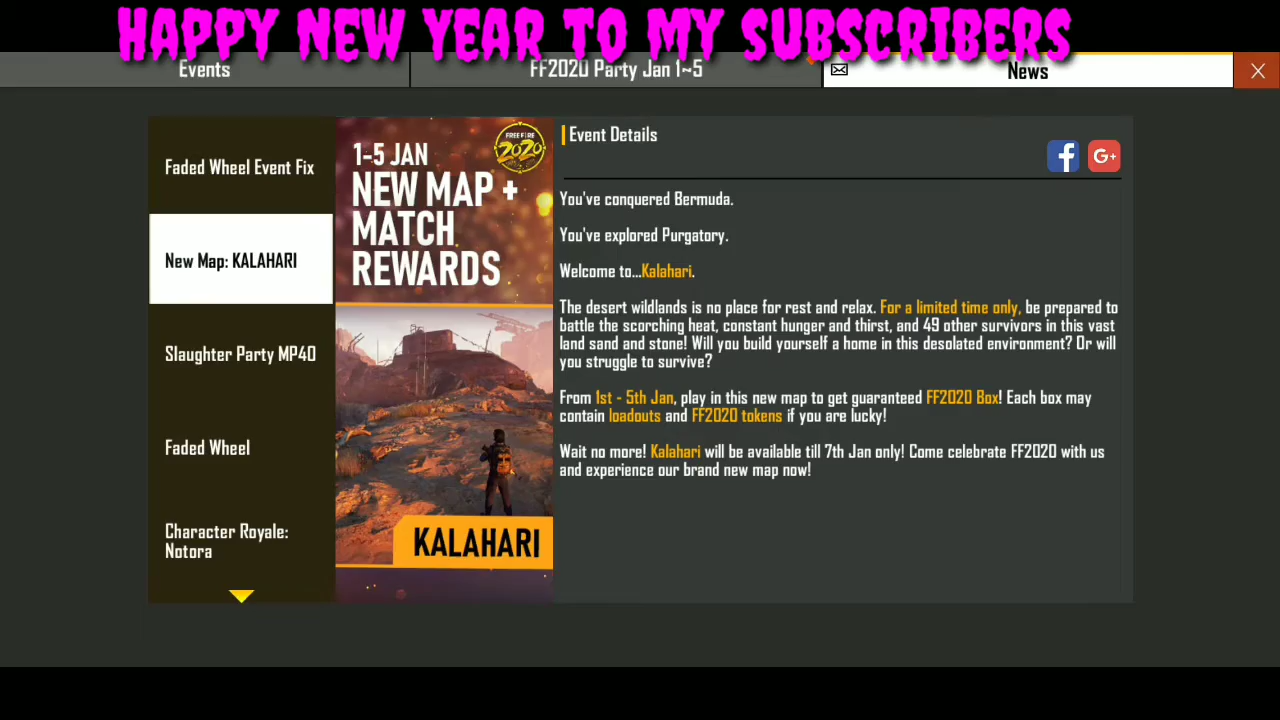 HAPPY NEW YEAR TO MY SUBSCRIBERS
Events
FF2020 Party Jan 1~5
News
Faded Wheel Event Fix
New Map: KALAHARI
Slaughter Party MP40
Faded Wheel
Character Royale:
Notora
FREE FIRE
2020
1-5 JAN
NEW MAP +
MATCH
REWARDS
KALAHARI
Event Details
f
G+
You've conquered Bermuda.
You've explored Purgatory.
Welcome to...Kalahari.
The desert wildlands is no place for rest and relax. For a limited time only, be prepared to
battle the scorching heat, constant hunger and thirst, and 49 other survivors in this vast
land sand and stone! Will you build yourself a home in this desolated environment? Or will
you struggle to survive?
From 1st - 5th Jan, play in this new map to get guaranteed FF2020 Box! Each box may
contain loadouts and FF2020 tokens if you are lucky!
Wait no more! Kalahari will be available till 7th Jan only! Come celebrate FF2020 with us
and experience our brand new map now!